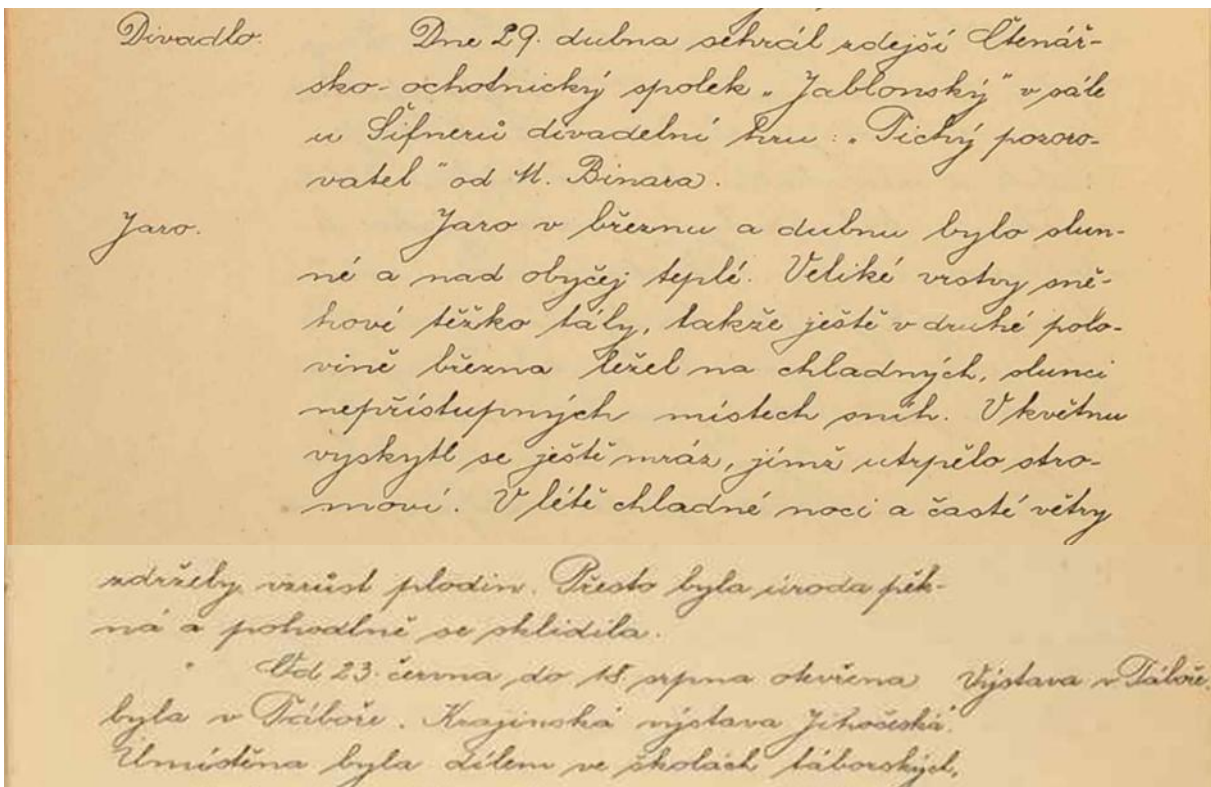 Divadlo. Dne 29. dubna sehrál zdejší Čtenář-
sko-ochotnický spolek „Jablonský" v sále
u Šifnerů divadelní hru: „Tichý pozoro-
vatel" od M. Binara.
Jaro. Jaro v březnu a dubnu bylo slun-
né a nad obyčej teplé. Veliké vrstvy sně-
hové těžko tály, takže ještě v druhé polo-
vině března ležel na chladných, slunci
nepřístupných místech sníh. V květnu
vyskytl se ještě mráz, jímž utrpělo stro-
moví. V létě chladné noci a časté větry
zdržely vzrůst plodin. Přesto byla úroda pěk-
ná a pohodlně se sklidila.
Od 23. června do 18. srpna otevřena Výstava v Táboře.
byla v Táboře. Krajinská výstava Jihočeská.
Umístěna byla dílem ve školách táborských,